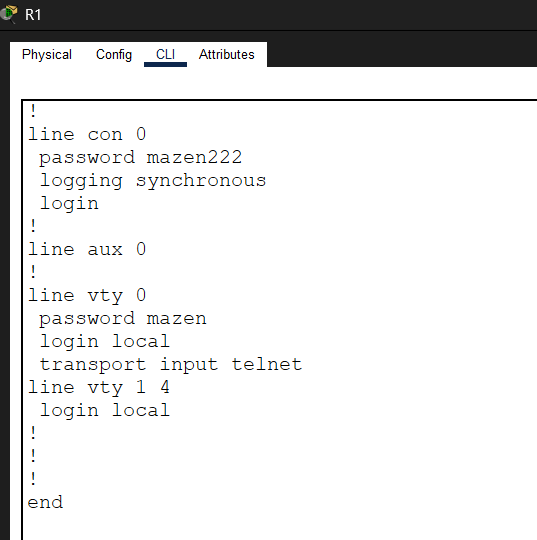 R1
Physical Config CLI Attributes
!
line con 0
password mazen222
logging synchronous
login
!
line aux 0
!
line vty 0
password mazen
login local
transport input telnet
line vty 1 4
login local
!
!
!
end